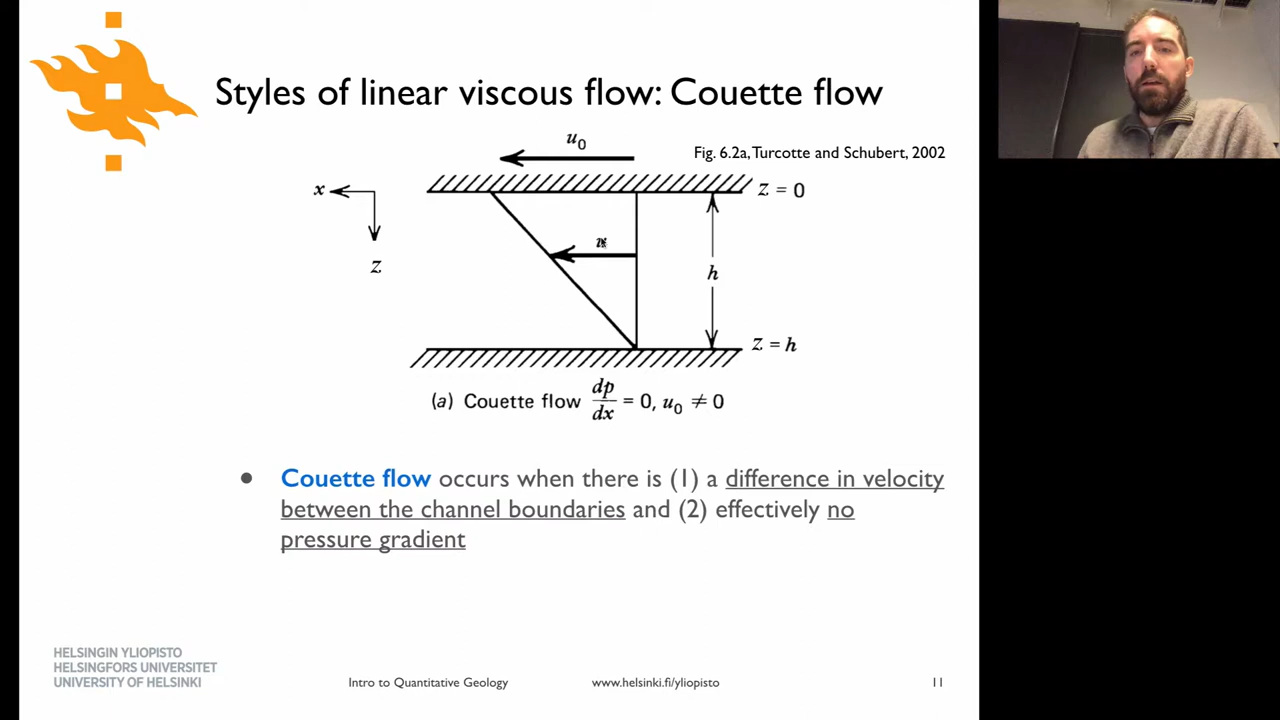 Styles of linear viscous flow: Couette flow
u₀
Fig. 6.2a, Turcotte and Schubert, 2002
x
z = 0
u
h
z
z = h
(a) Couette flow dp/dx = 0, u₀ ≠ 0
• Couette flow occurs when there is (1) a difference in velocity
between the channel boundaries and (2) effectively no
pressure gradient
HELSINGIN YLIOPISTO
HELSINGFORS UNIVERSITET
UNIVERSITY OF HELSINKI
Intro to Quantitative Geology
www.helsinki.fi/yliopisto
11